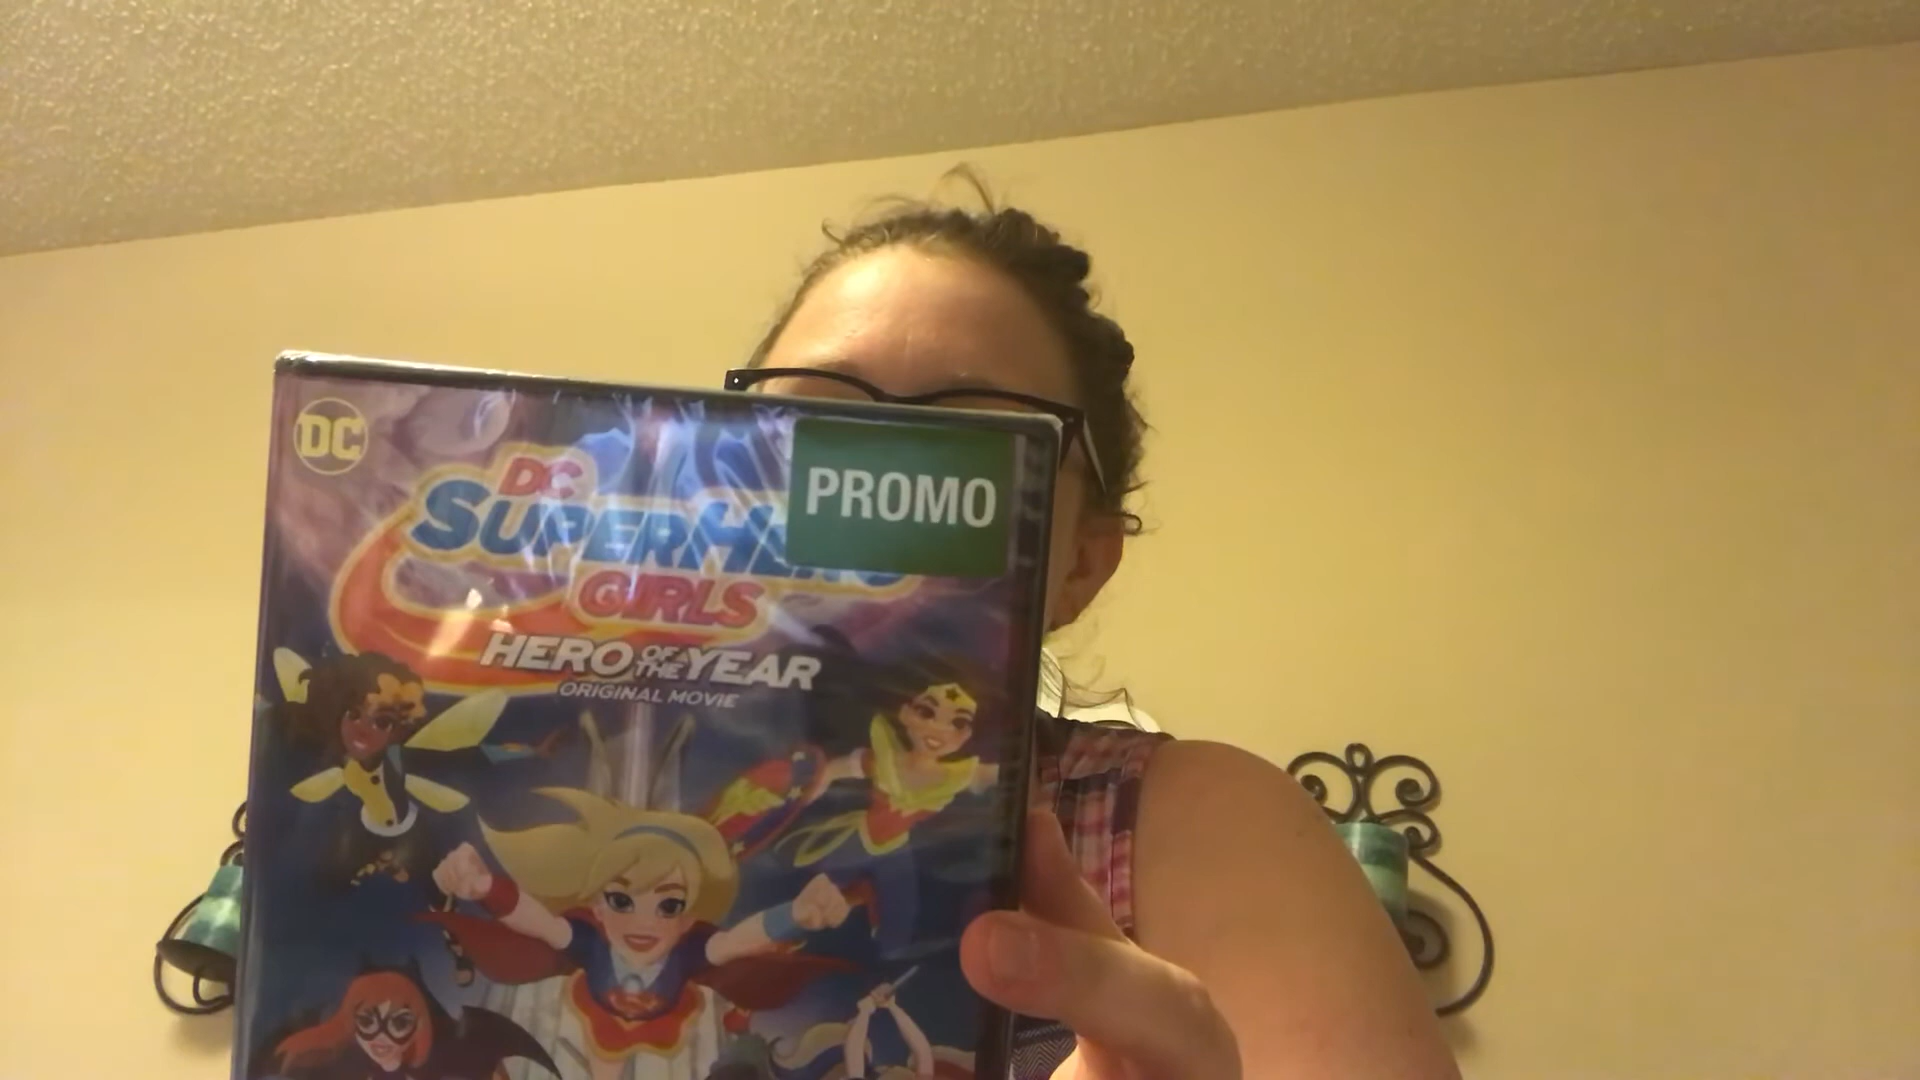 DC
DC
PROMO
SUPERHERO
GIRLS
HERO OF THE YEAR
ORIGINAL MOVIE